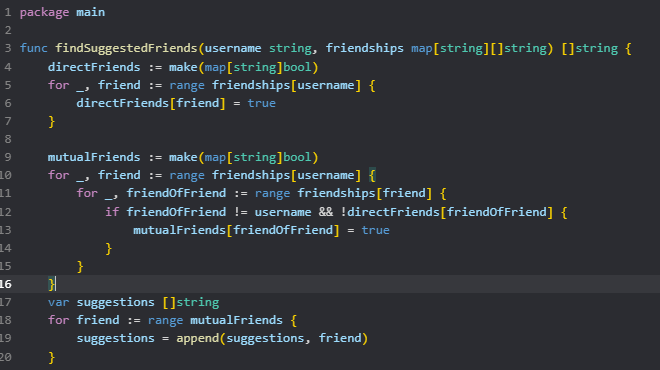 1 package main
2
3 func findSuggestedFriends(username string, friendships map[string][]string) []string {
4     directFriends := make(map[string]bool)
5     for _, friend := range friendships[username] {
6         directFriends[friend] = true
7     }
8
9     mutualFriends := make(map[string]bool)
10     for _, friend := range friendships[username] {
11         for _, friendOfFriend := range friendships[friend] {
12             if friendOfFriend != username && !directFriends[friendOfFriend] {
13                 mutualFriends[friendOfFriend] = true
14             }
15         }
16     }
17     var suggestions []string
18     for friend := range mutualFriends {
19         suggestions = append(suggestions, friend)
20     }